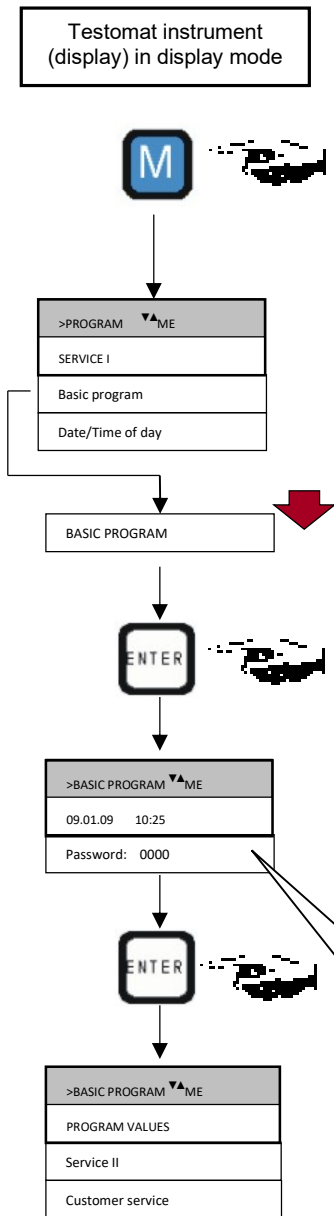 Testomat instrument
(display) in display mode
M
>PROGRAM ▼▲ME
SERVICE I
Basic program
Date/Time of day
BASIC PROGRAM
ENTER
>BASIC PROGRAM ▼▲ME
09.01.09 10:25
Password: 0000
ENTER
>BASIC PROGRAM ▼▲ME
PROGRAM VALUES
Service II
Customer service